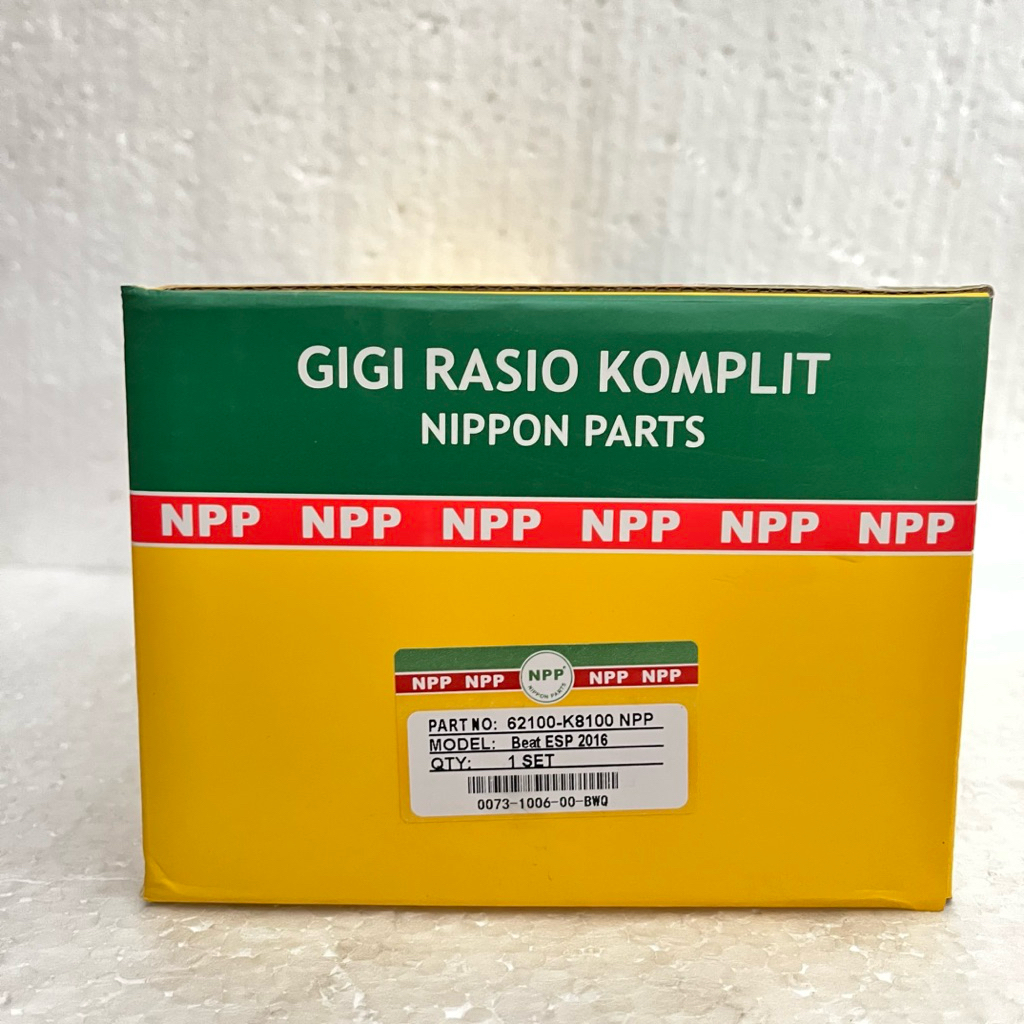 GIGI RASIO KOMPLIT
NIPPON PARTS
NPP NPP NPP NPP NPP NPP
NPP NPP NPP NPP NPP
NIPPON PARTS
PART NO: 62100-K8100 NPP
MODEL: Beat ESP 2016
QTY: 1 SET
0073-1006-00-BWQ